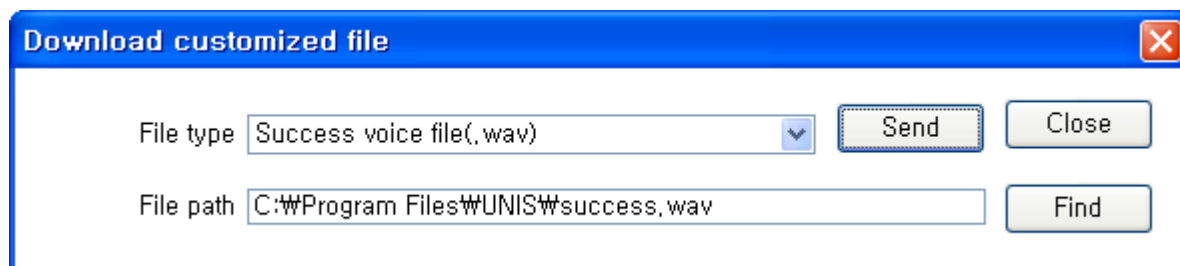 Download customized file
File type Success voice file(.wav) Send Close
File path C:₩Program Files₩UNIS₩success.wav Find